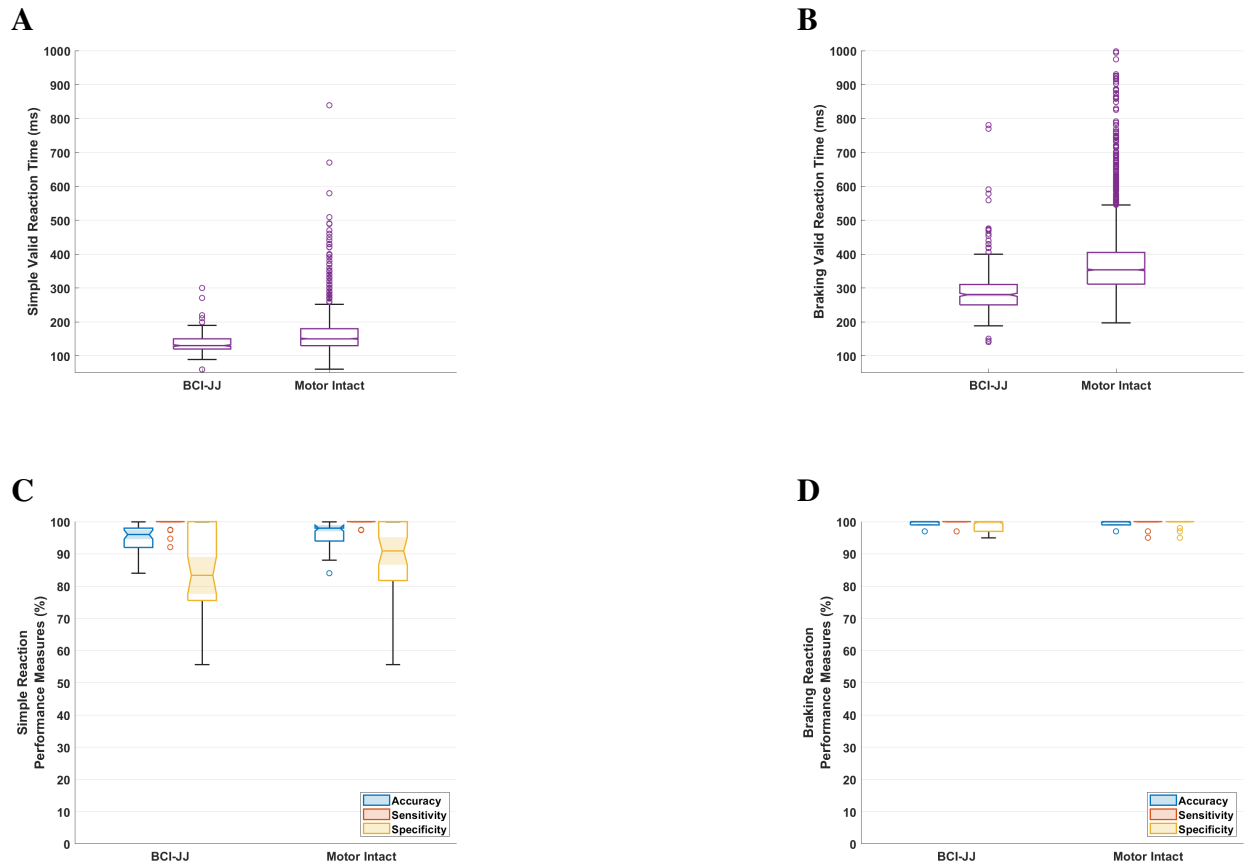 A
Simple Valid Reaction Time (ms)
1000
900
800
700
600
500
400
300
200
100
BCI-JJ
Motor Intact
B
Braking Valid Reaction Time (ms)
1000
900
800
700
600
500
400
300
200
100
BCI-JJ
Motor Intact
C
Simple Reaction
Performance Measures (%)
100
90
80
70
60
50
40
30
20
10
0
BCI-JJ
Motor Intact
Accuracy
Sensitivity
Specificity
D
Braking Reaction
Performance Measures (%)
100
90
80
70
60
50
40
30
20
10
0
BCI-JJ
Motor Intact
Accuracy
Sensitivity
Specificity